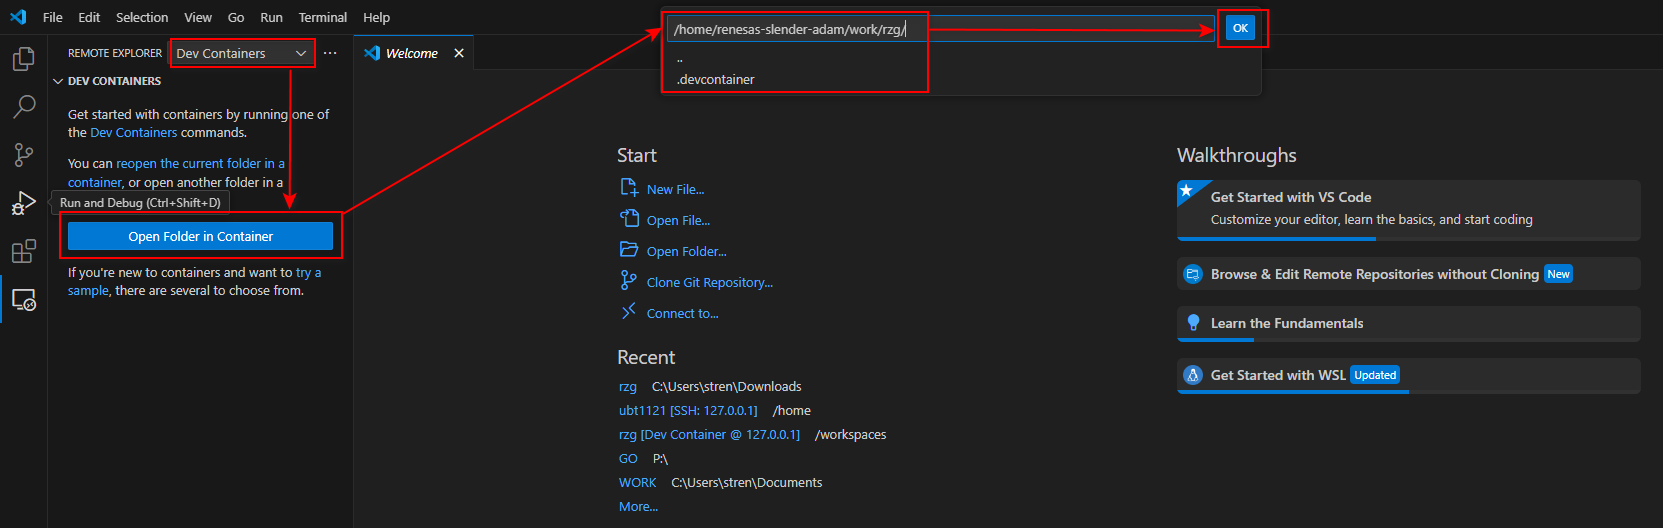 File Edit Selection View Go Run Terminal Help
/home/renesas-slender-adam/work/rzg/
OK
..
.devcontainer
REMOTE EXPLORER
Dev Containers
DEV CONTAINERS
Get started with containers by running one of
the Dev Containers commands.
You can reopen the current folder in a
container, or open another folder in a
Run and Debug (Ctrl+Shift+D)
Open Folder in Container
If you're new to containers and want to try a
sample, there are several to choose from.
Welcome
Start
New File...
Open File...
Open Folder...
Clone Git Repository...
Connect to...
Recent
rzg C:\Users\stren\Downloads
ubt1121 [SSH: 127.0.0.1] /home
rzg [Dev Container @ 127.0.0.1] /workspaces
GO P:\
WORK C:\Users\stren\Documents
More...
Walkthroughs
Get Started with VS Code
Customize your editor, learn the basics, and start coding
Browse & Edit Remote Repositories without Cloning New
Learn the Fundamentals
Get Started with WSL Updated